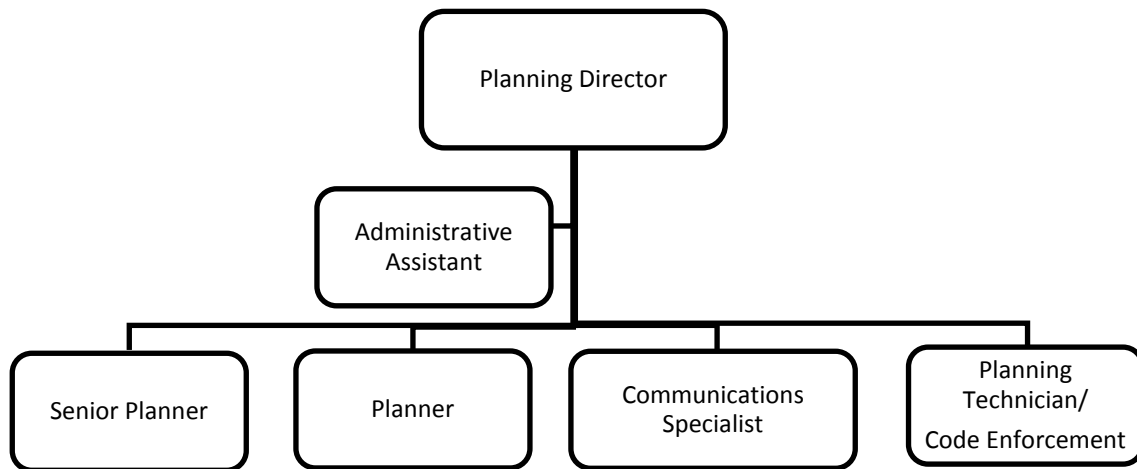 Planning Director
Administrative
Assistant
Senior Planner
Planner
Communications
Specialist
Planning
Technician/
Code Enforcement